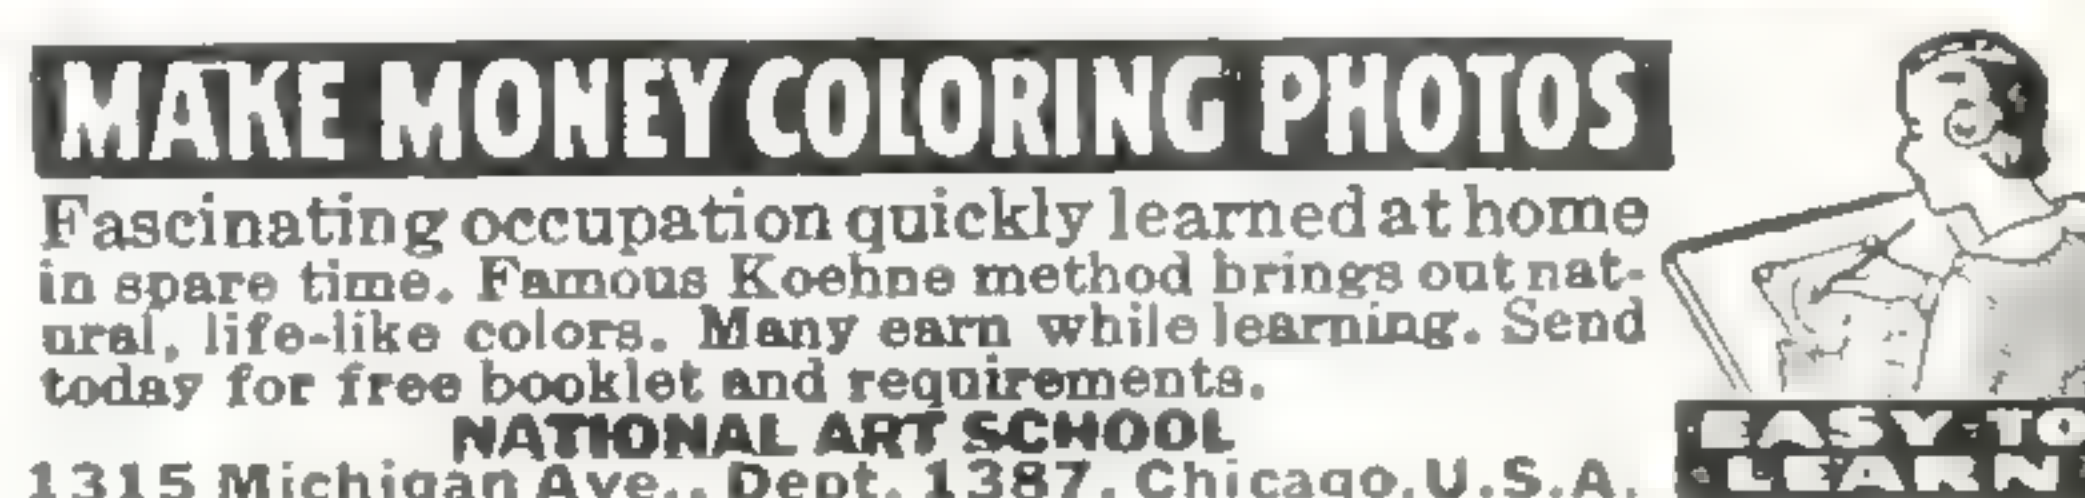 MAKE MONEY COLORING PHOTOS
Fascinating occupation quickly learned at home
in spare time. Famous Koehne method brings out nat-
ural, life-like colors. Many earn while learning. Send
today for free booklet and requirements.
NATIONAL ART SCHOOL
1315 Michigan Ave., Dept. 1387, Chicago, U.S.A.
EASY TO
LEARN